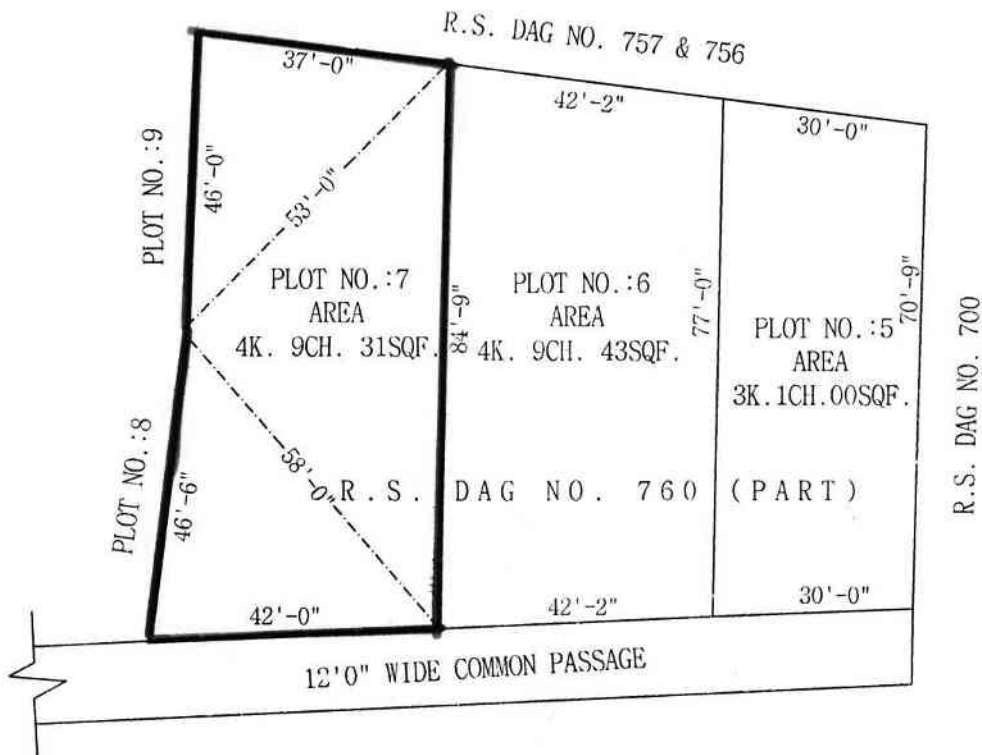 R.S. DAG NO. 757 & 756
37'-0"
42'-2"
30'-0"
PLOT NO.:9
46'-0"
53'-0"
PLOT NO.:7
AREA
4K. 9CH. 31SQF.
84'-9"
PLOT NO.:6
AREA
4K. 9CH. 43SQF.
77'-0"
PLOT NO.:5
AREA
3K.1CH.00SQF.
70'-9"
R.S. DAG NO. 700
PLOT NO.:8
46'-6"
58'-0"
R.S. DAG NO. 760 (PART)
42'-0"
42'-2"
30'-0"
12'0" WIDE COMMON PASSAGE